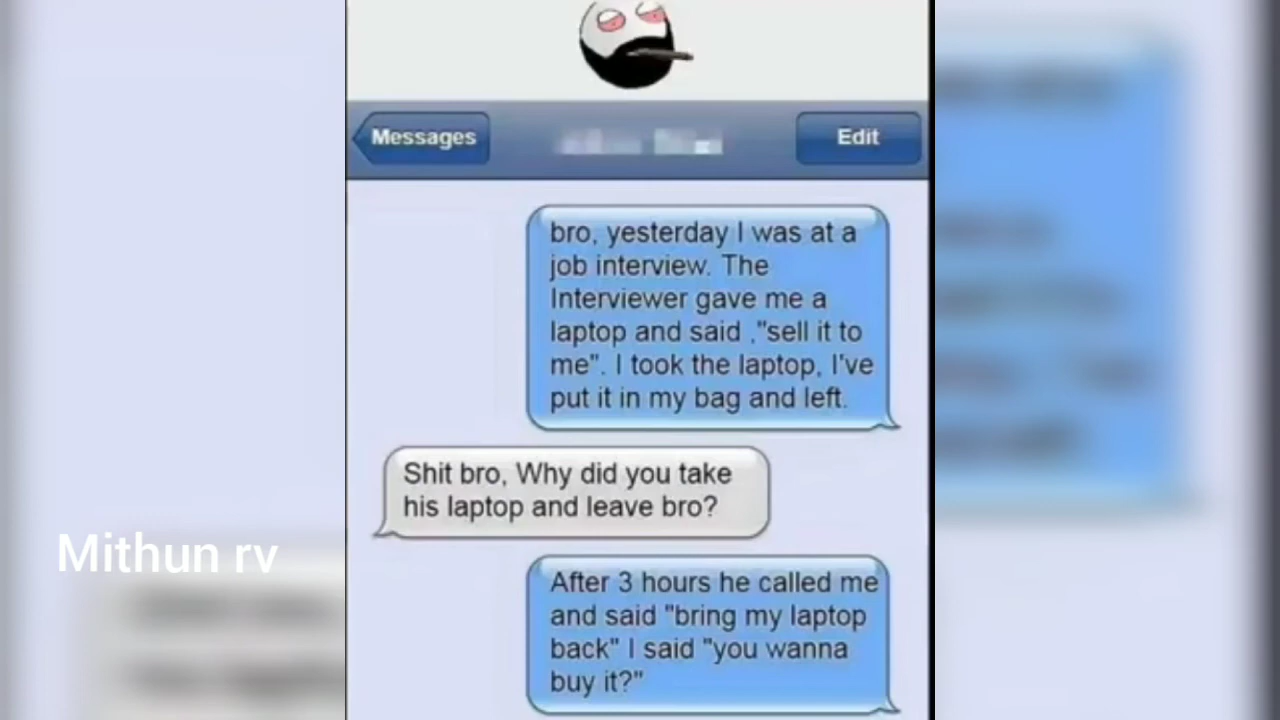 Messages
Edit
bro, yesterday I was at a
job interview. The
Interviewer gave me a
laptop and said ,"sell it to
me". I took the laptop, I've
put it in my bag and left.
Shit bro, Why did you take
his laptop and leave bro?
Mithun rv
After 3 hours he called me
and said "bring my laptop
back" I said "you wanna
buy it?"